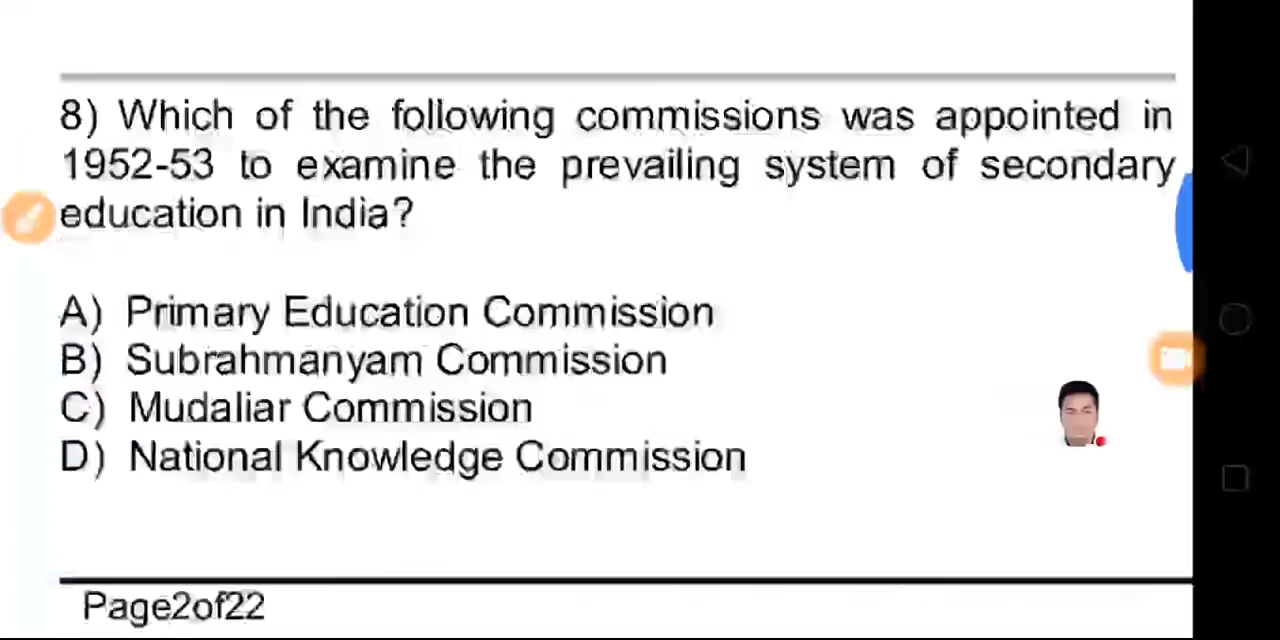 8) Which of the following commissions was appointed in
1952-53 to examine the prevailing system of secondary
education in India?
A) Primary Education Commission
B) Subrahmanyam Commission
C) Mudaliar Commission
D) National Knowledge Commission
Page2of22